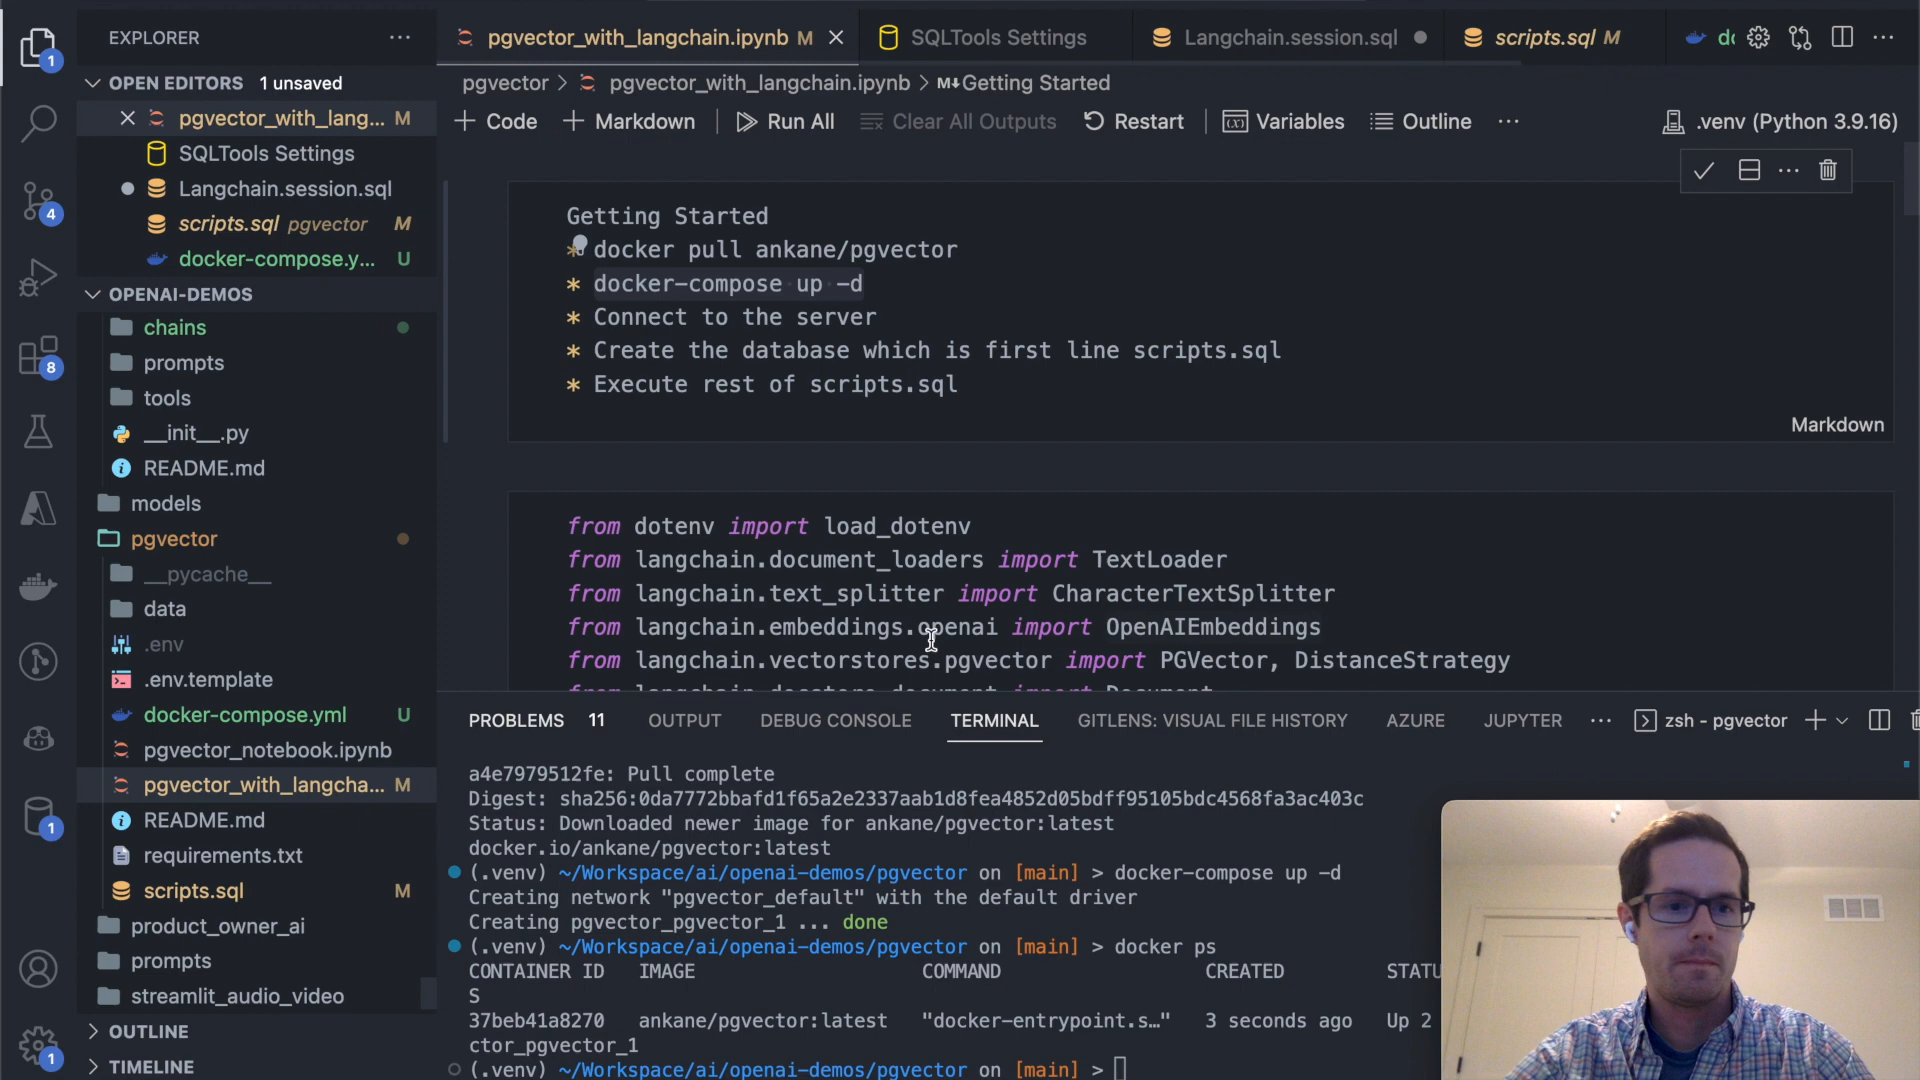 EXPLORER
OPEN EDITORS 1 unsaved
pgvector_with_lang... M
SQLTools Settings
Langchain.session.sql
scripts.sql pgvector M
docker-compose.y... U
OPENAI-DEMOS
chains
prompts
tools
__init__.py
README.md
models
pgvector
__pycache__
data
.env
.env.template
docker-compose.yml U
pgvector_notebook.ipynb
pgvector_with_langcha... M
README.md
requirements.txt
scripts.sql M
product_owner_ai
prompts
streamlit_audio_video
OUTLINE
TIMELINE
1
4
8
1
1
pgvector_with_langchain.ipynb M
SQLTools Settings
Langchain.session.sql
scripts.sql M
pgvector > pgvector_with_langchain.ipynb > M↓Getting Started
+ Code + Markdown Run All Clear All Outputs Restart Variables Outline ... .venv (Python 3.9.16)
Getting Started
* docker pull ankane/pgvector
* docker-compose up -d
* Connect to the server
* Create the database which is first line scripts.sql
* Execute rest of scripts.sql
Markdown
from dotenv import load_dotenv
from langchain.document_loaders import TextLoader
from langchain.text_splitter import CharacterTextSplitter
from langchain.embeddings.openai import OpenAIEmbeddings
from langchain.vectorstores.pgvector import PGVector, DistanceStrategy
from langchain.docstore.document import Document
PROBLEMS 11 OUTPUT DEBUG CONSOLE TERMINAL GITLENS: VISUAL FILE HISTORY AZURE JUPYTER ... zsh - pgvector
a4e7979512fe: Pull complete
Digest: sha256:0da7772bbafd1f65a2e2337aab1d8fea4852d05bdff95105bdc4568fa3ac403c
Status: Downloaded newer image for ankane/pgvector:latest
docker.io/ankane/pgvector:latest
(.venv) ~/Workspace/ai/openai-demos/pgvector on [main] > docker-compose up -d
Creating network "pgvector_default" with the default driver
Creating pgvector_pgvector_1 ... done
(.venv) ~/Workspace/ai/openai-demos/pgvector on [main] > docker ps
CONTAINER ID IMAGE COMMAND CREATED STATU
S
37beb41a8270 ankane/pgvector:latest "docker-entrypoint.s…" 3 seconds ago Up 2
ctor_pgvector_1
(.venv) ~/Workspace/ai/openai-demos/pgvector on [main] >